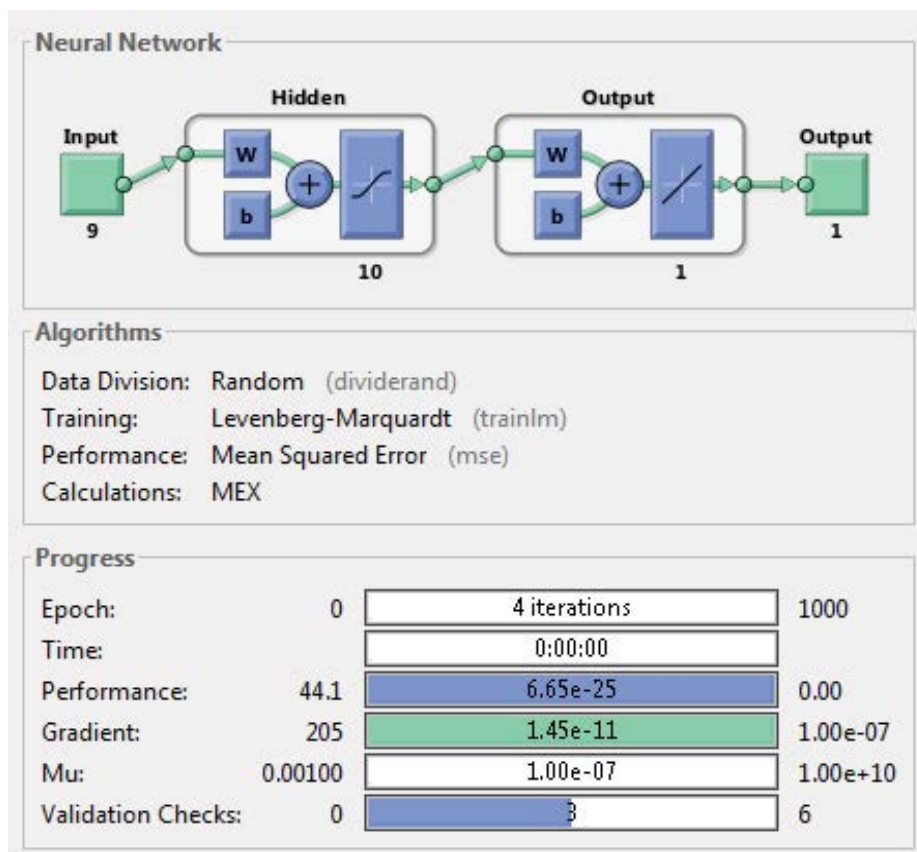 Neural Network
Hidden
Output
Input
Output
W
W
+
+
b
b
9
1
10
1
Algorithms
Data Division: Random (dividerand)
Training: Levenberg-Marquardt (trainlm)
Performance: Mean Squared Error (mse)
Calculations: MEX
Progress
Epoch: 0 4 iterations 1000
Time: 0:00:00
Performance: 44.1 6.65e-25 0.00
Gradient: 205 1.45e-11 1.00e-07
Mu: 0.00100 1.00e-07 1.00e+10
Validation Checks: 0 3 6